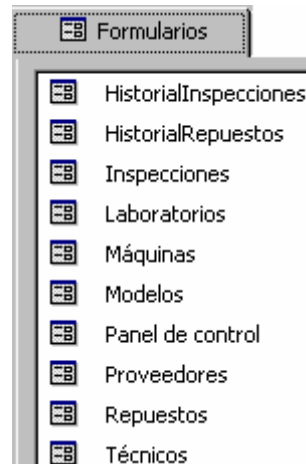 Formularios
HistorialInspecciones
HistorialRepuestos
Inspecciones
Laboratorios
Máquinas
Modelos
Panel de control
Proveedores
Repuestos
Técnicos